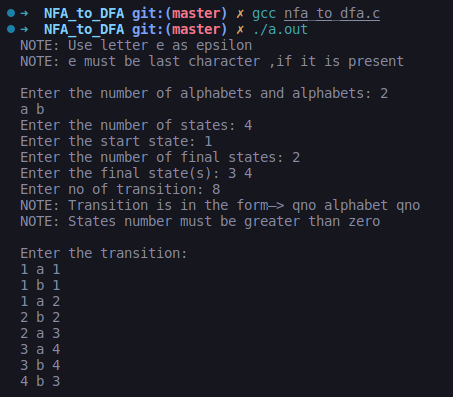 → NFA_to_DFA git:(master) ✗ gcc nfa_to_dfa.c
→ NFA_to_DFA git:(master) ✗ ./a.out
NOTE: Use letter e as epsilon
NOTE: e must be last character ,if it is present
Enter the number of alphabets and alphabets: 2
a b
Enter the number of states: 4
Enter the start state: 1
Enter the number of final states: 2
Enter the final state(s): 3 4
Enter no of transition: 8
NOTE: Transition is in the form—> qno alphabet qno
NOTE: States number must be greater than zero
Enter the transition:
1 a 1
1 b 1
1 a 2
2 b 2
2 a 3
3 a 4
3 b 4
4 b 3